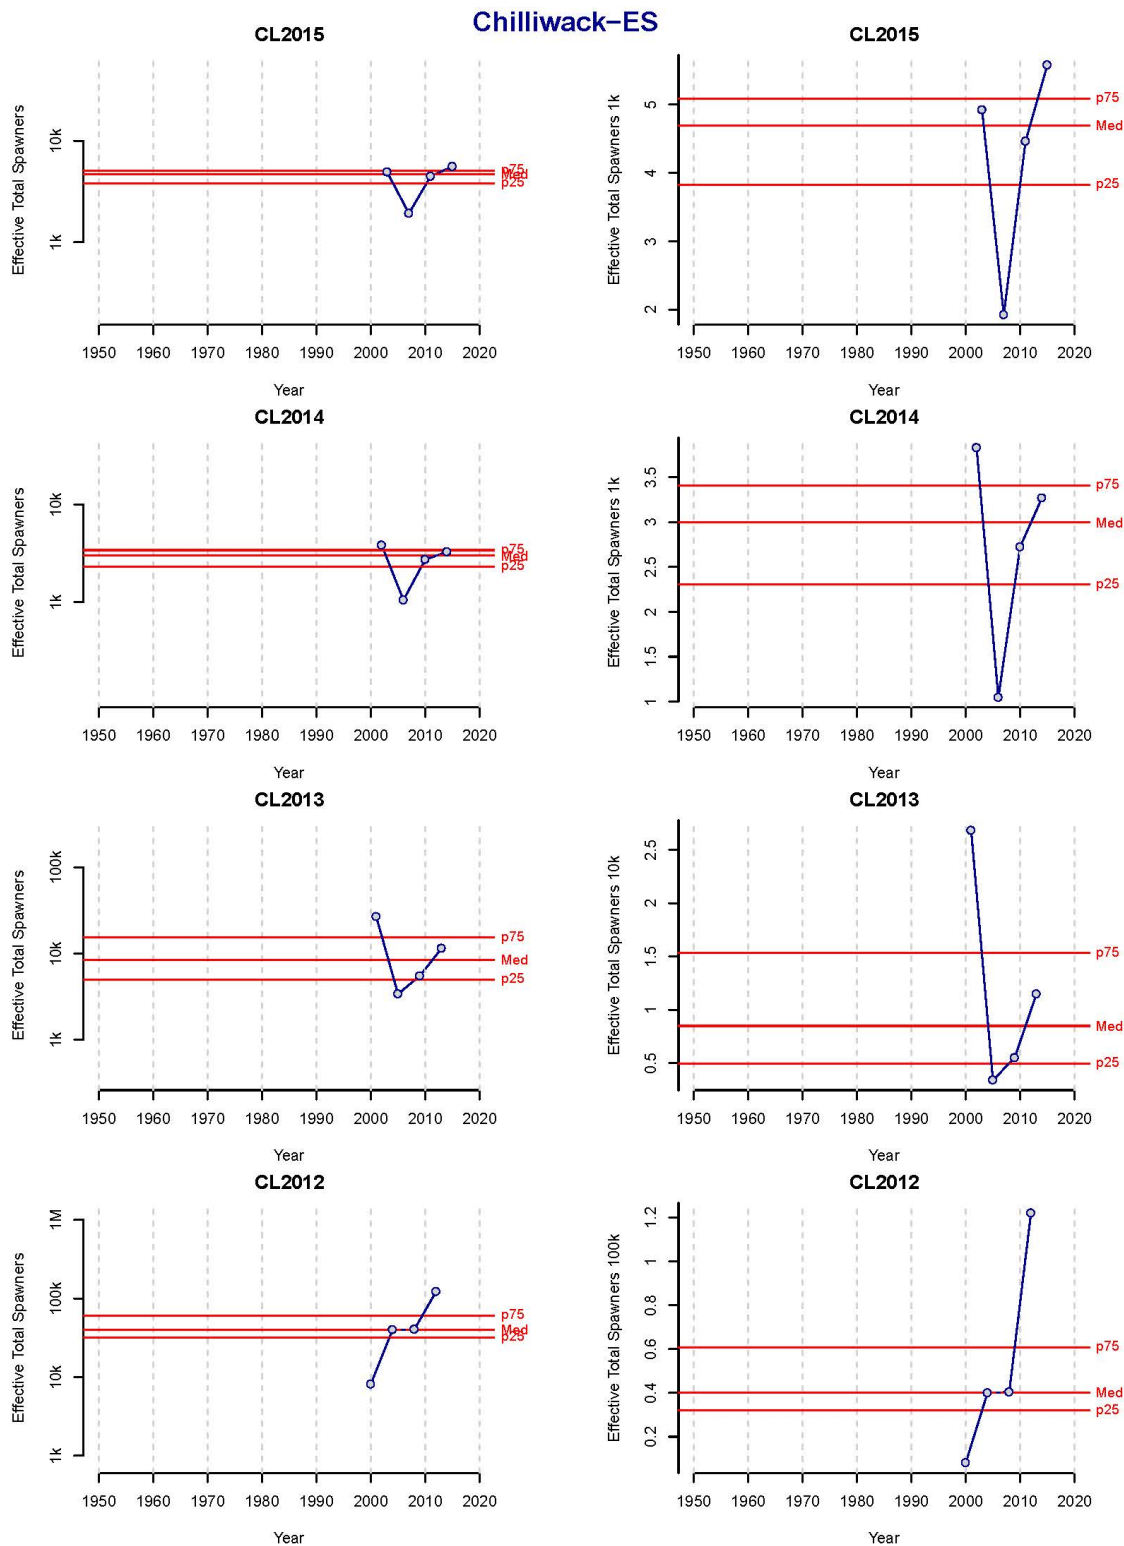 Chilliwack−ES
CL2015
CL2015
Effective Total Spawners
10k
1k
p75
Med
p25
1950 1960 1970 1980 1990 2000 2010 2020
Year
Effective Total Spawners 1k
5
4
3
2
p75
Med
p25
1950 1960 1970 1980 1990 2000 2010 2020
Year
CL2014
CL2014
Effective Total Spawners
10k
1k
p75
Med
p25
1950 1960 1970 1980 1990 2000 2010 2020
Year
Effective Total Spawners 1k
3.5
3
2.5
2
1.5
1
p75
Med
p25
1950 1960 1970 1980 1990 2000 2010 2020
Year
CL2013
CL2013
Effective Total Spawners
100k
10k
1k
p75
Med
p25
1950 1960 1970 1980 1990 2000 2010 2020
Year
Effective Total Spawners 10k
2.5
2
1.5
1
0.5
p75
Med
p25
1950 1960 1970 1980 1990 2000 2010 2020
Year
CL2012
CL2012
Effective Total Spawners
1M
100k
10k
1k
p75
Med
p25
1950 1960 1970 1980 1990 2000 2010 2020
Year
Effective Total Spawners 100k
1.2
1
0.8
0.6
0.4
0.2
p75
Med
p25
1950 1960 1970 1980 1990 2000 2010 2020
Year